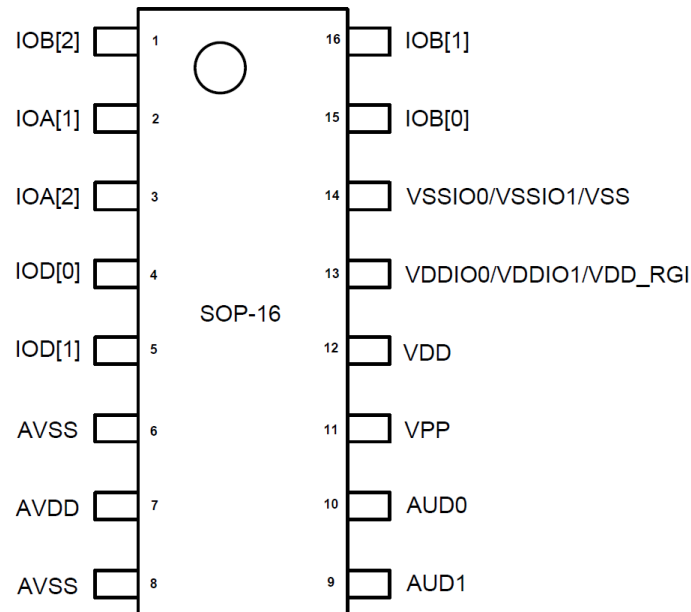 IOB[2] 1 16 IOB[1]
IOA[1] 2 15 IOB[0]
IOA[2] 3 14 VSSIO0/VSSIO1/VSS
IOD[0] 4 13 VDDIO0/VDDIO1/VDD_RGI
SOP-16
IOD[1] 5 12 VDD
AVSS 6 11 VPP
AVDD 7 10 AUD0
AVSS 8 9 AUD1